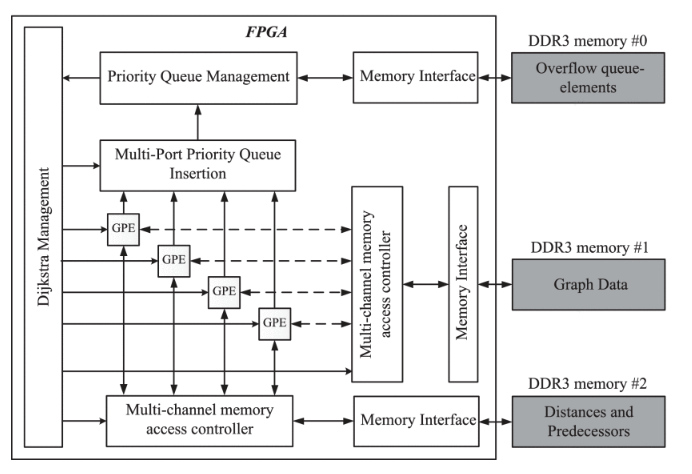 FPGA
DDR3 memory #0
Priority Queue Management
Memory Interface
Overflow queue-
elements
Multi-Port Priority Queue
Insertion
Dijkstra Management
GPE
GPE
GPE
GPE
Multi-channel memory
access controller
Memory Interface
DDR3 memory #1
Graph Data
DDR3 memory #2
Multi-channel memory
access controller
Memory Interface
Distances and
Predecessors